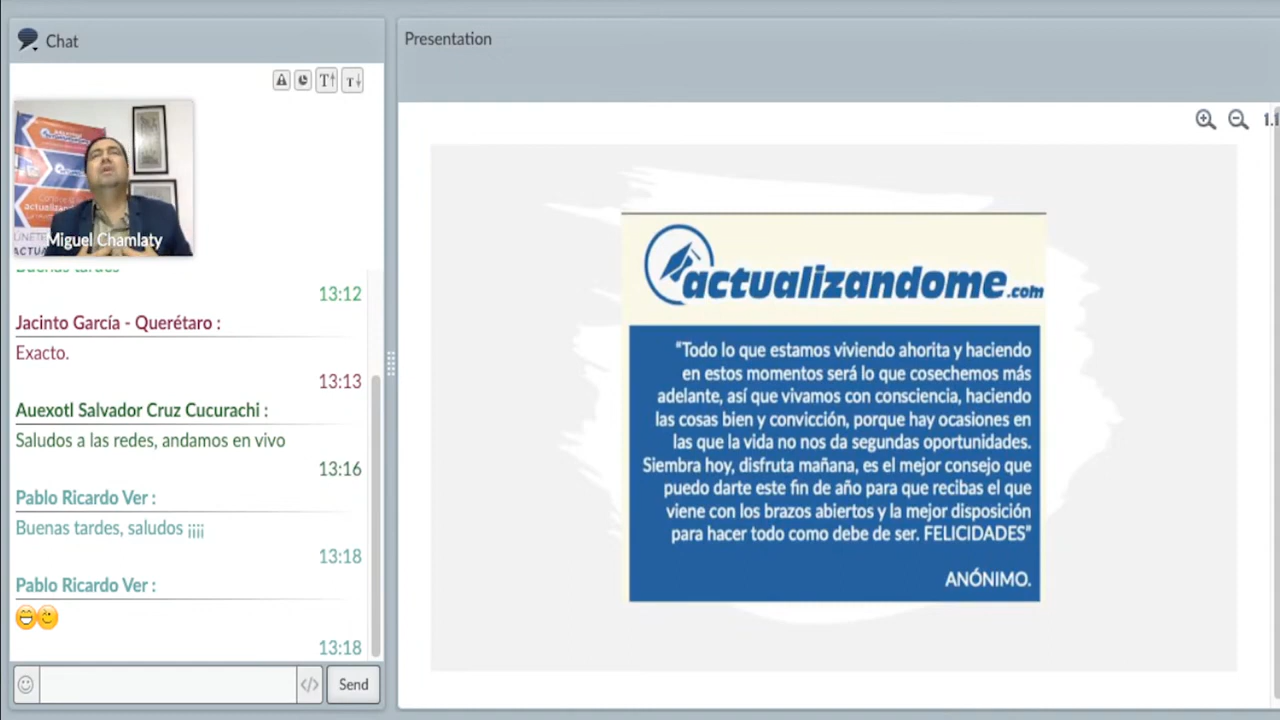 Chat
Presentation
1.1
Miguel Chamlaty
Buenas tardes
13:12
Jacinto García - Querétaro :
Exacto.
13:13
Auexotl Salvador Cruz Cucurachi :
Saludos a las redes, andamos en vivo
13:16
Pablo Ricardo Ver :
Buenas tardes, saludos ¡¡¡¡
13:18
Pablo Ricardo Ver :
13:18
Send
actualizandome.com
“Todo lo que estamos viviendo ahorita y haciendo
en estos momentos será lo que cosechemos más
adelante, así que vivamos con consciencia, haciendo
las cosas bien y convicción, porque hay ocasiones en
las que la vida no nos da segundas oportunidades.
Siembra hoy, disfruta mañana, es el mejor consejo que
puedo darte este fin de año para que recibas el que
viene con los brazos abiertos y la mejor disposición
para hacer todo como debe de ser. FELICIDADES”
ANÓNIMO.